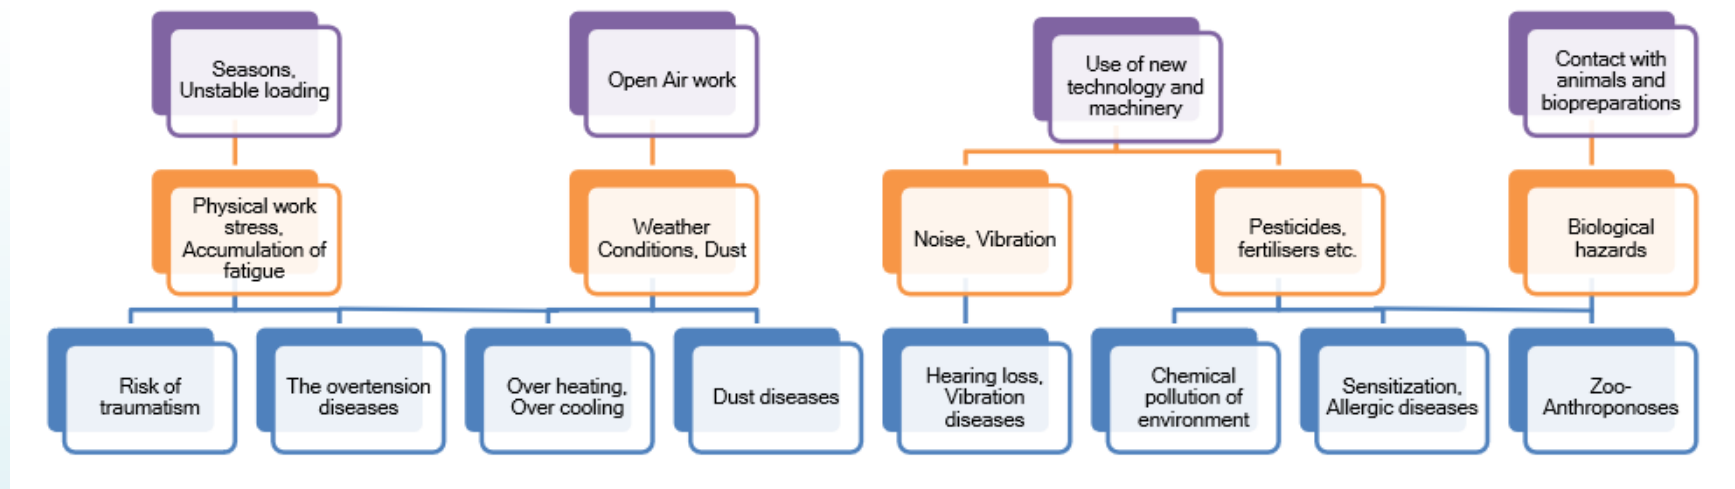 Seasons,
Unstable loading
Open Air work
Use of new
technology and
machinery
Contact with
animals and
biopreparations
Physical work
stress,
Accumulation of
fatigue
Weather
Conditions, Dust
Noise, Vibration
Pesticides,
fertilisers etc.
Biological
hazards
Risk of
traumatism
The overtension
diseases
Over heating,
Over cooling
Dust diseases
Hearing loss,
Vibration
diseases
Chemical
pollution of
environment
Sensitization,
Allergic diseases
Zoo-
Anthroponoses